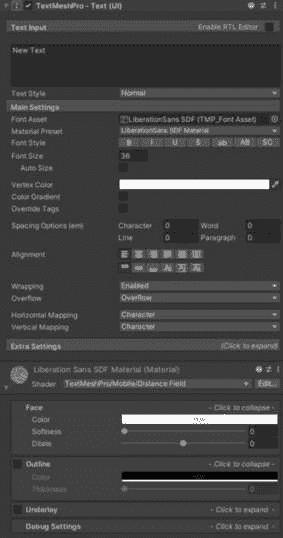 TextMeshPro - Text (UI)
Text Input Enable RTL Editor
New Text
Text Style Normal
Main Settings
Font Asset LiberationSans SDF (TMP_Font Asset)
Material Preset LiberationSans SDF Material
Font Style B I U S ab AB SC
Font Size 36
Auto Size
Vertex Color
Color Gradient
Override Tags
Spacing Options (em) Character 0 Word 0
Line 0 Paragraph 0
Alignment
Wrapping Enabled
Overflow Overflow
Horizontal Mapping Character
Vertical Mapping Character
Extra Settings (Click to expand)
Liberation Sans SDF Material (Material)
Shader TextMeshPro/Mobile/Distance Field Edit...
Face - Click to collapse -
Color
Softness 0
Dilate 0
Outline - Click to collapse -
Color
Thickness 0
Underlay - Click to expand -
Debug Settings - Click to expand -